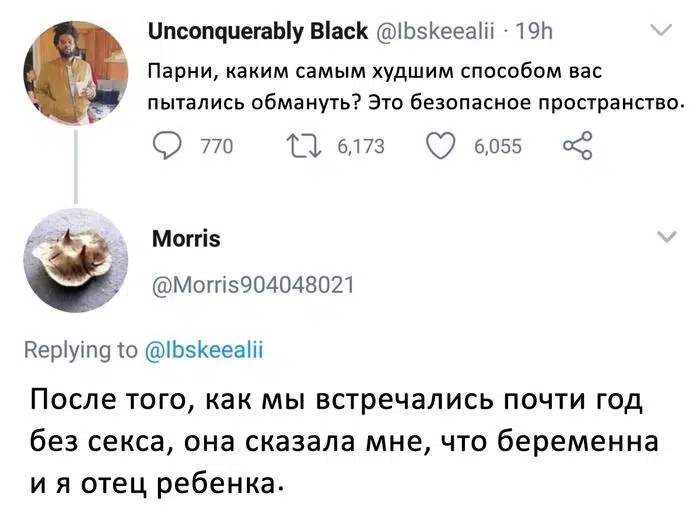 Unconquerably Black @lbskeealii · 19h
Парни, каким самым худшим способом вас
пытались обмануть? Это безопасное пространство.
770 6,173 6,055
Morris
@Morris904048021
Replying to @lbskeealii
После того, как мы встречались почти год
без секса, она сказала мне, что беременна
и я отец ребенка.